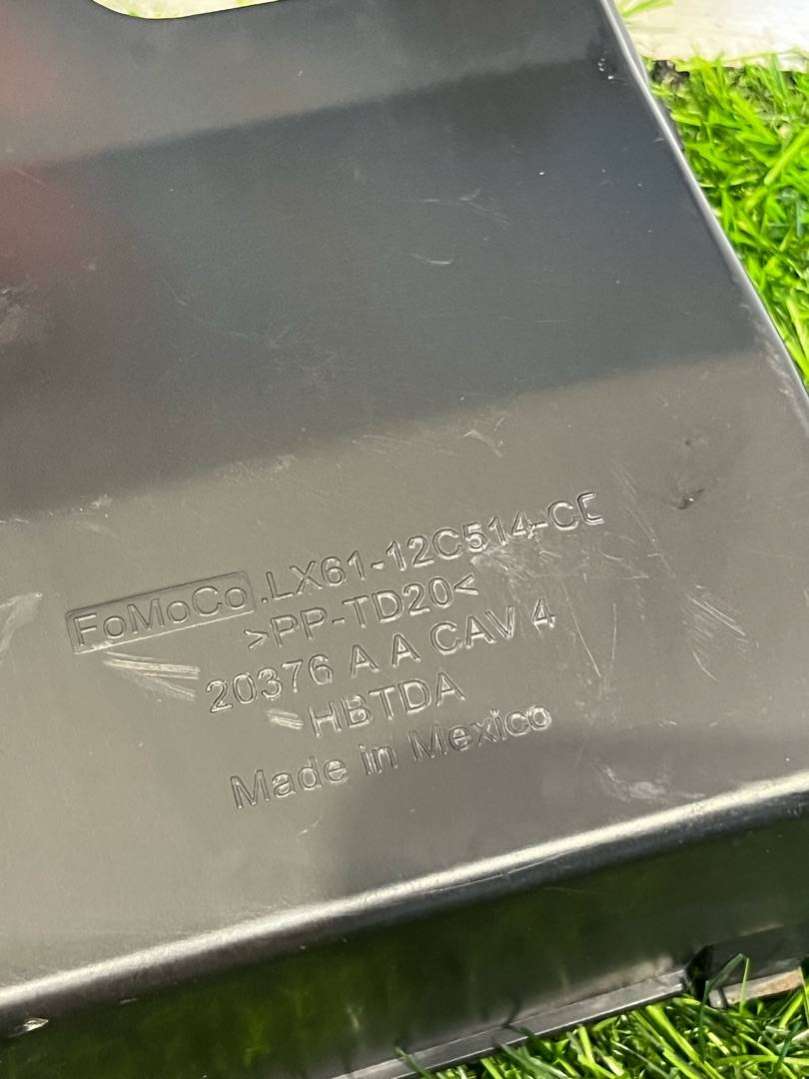 FoMoCo .LX61-12C514-CE
>PP-TD20<
20376 A A CAV 4
HBTDA
Made in Mexico